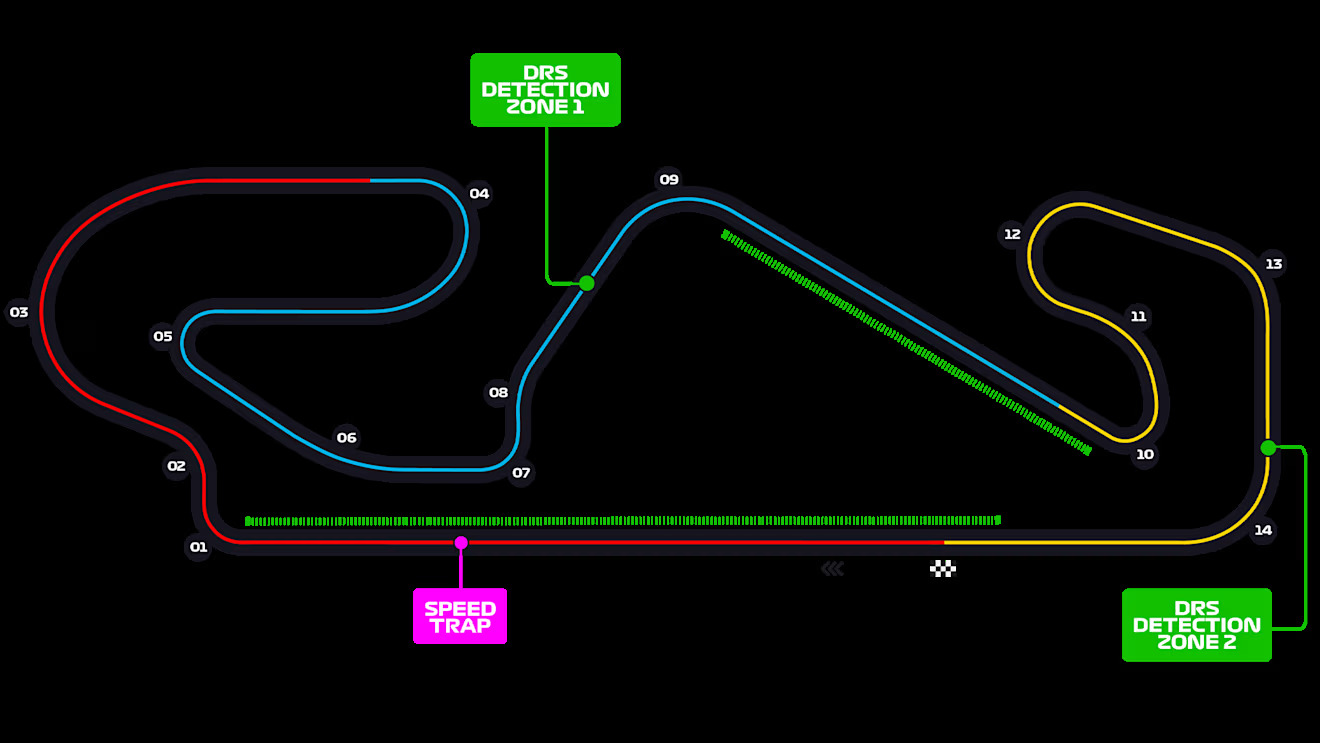 DRS
DETECTION
ZONE 1
09
04
12
13
03
11
05
08
06
10
02
07
14
01
SPEED
TRAP
DRS
DETECTION
ZONE 2